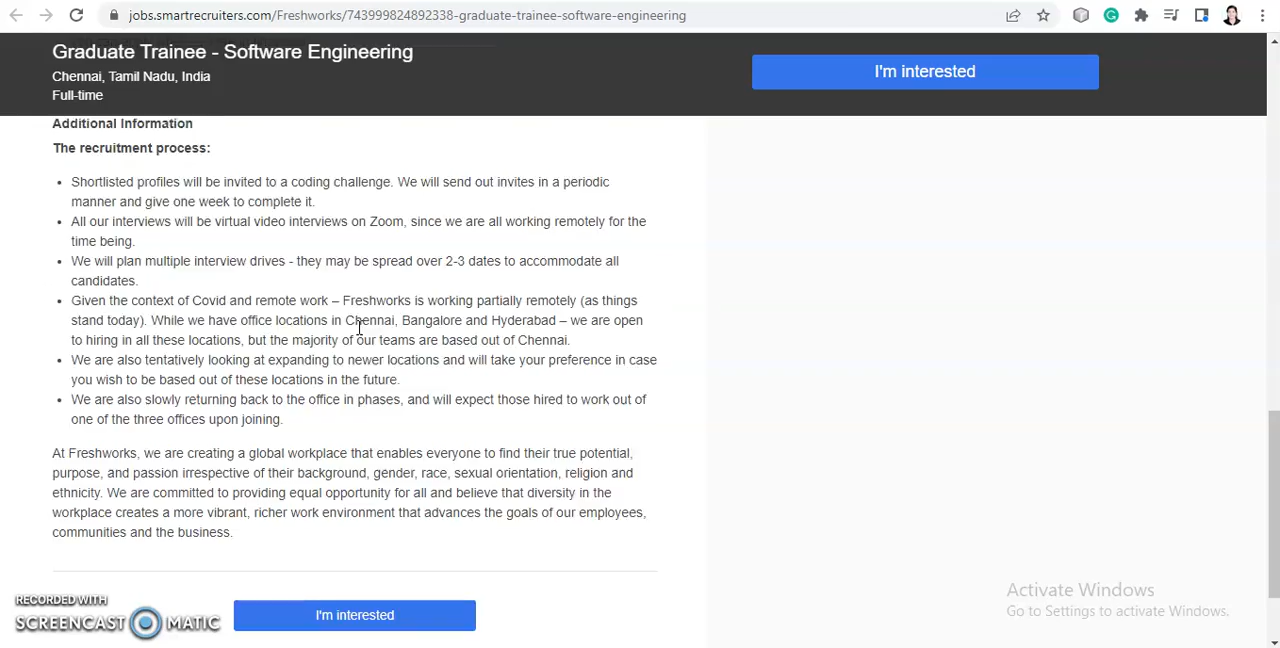 jobs.smartrecruiters.com/Freshworks/743999824892338-graduate-trainee-software-engineering
Graduate Trainee - Software Engineering
Chennai, Tamil Nadu, India
Full-time
I'm interested
Additional Information
The recruitment process:
• Shortlisted profiles will be invited to a coding challenge. We will send out invites in a periodic
manner and give one week to complete it.
• All our interviews will be virtual video interviews on Zoom, since we are all working remotely for the
time being.
• We will plan multiple interview drives - they may be spread over 2-3 dates to accommodate all
candidates.
• Given the context of Covid and remote work – Freshworks is working partially remotely (as things
stand today). While we have office locations in Chennai, Bangalore and Hyderabad – we are open
to hiring in all these locations, but the majority of our teams are based out of Chennai.
• We are also tentatively looking at expanding to newer locations and will take your preference in case
you wish to be based out of these locations in the future.
• We are also slowly returning back to the office in phases, and will expect those hired to work out of
one of the three offices upon joining.
At Freshworks, we are creating a global workplace that enables everyone to find their true potential,
purpose, and passion irrespective of their background, gender, race, sexual orientation, religion and
ethnicity. We are committed to providing equal opportunity for all and believe that diversity in the
workplace creates a more vibrant, richer work environment that advances the goals of our employees,
communities and the business.
I'm interested
RECORDED WITH
SCREENCAST MATIC
Activate Windows
Go to Settings to activate Windows.